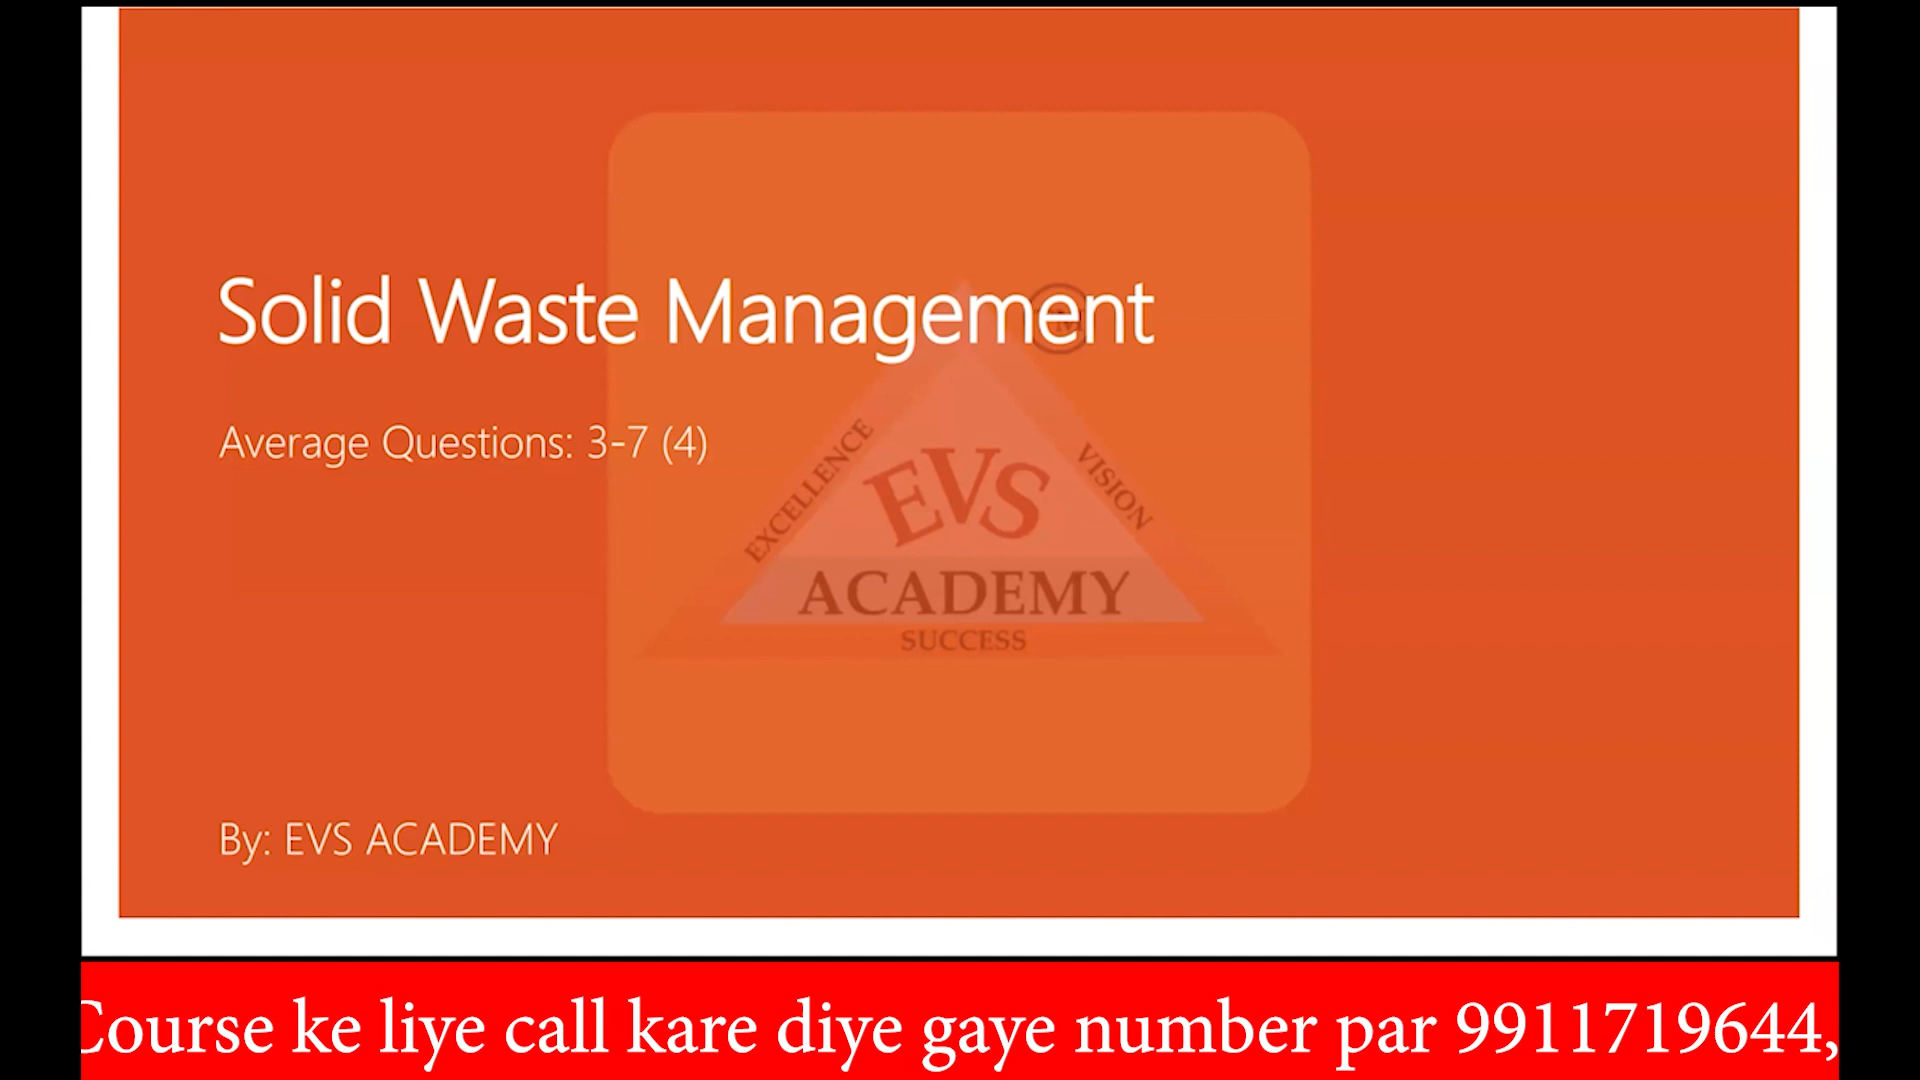 Solid Waste Management
Average Questions: 3-7 (4)
EXCELLENCE
VISION
EVS
ACADEMY
SUCCESS
By: EVS ACADEMY
Course ke liye call kare diye gaye number par 9911719644,